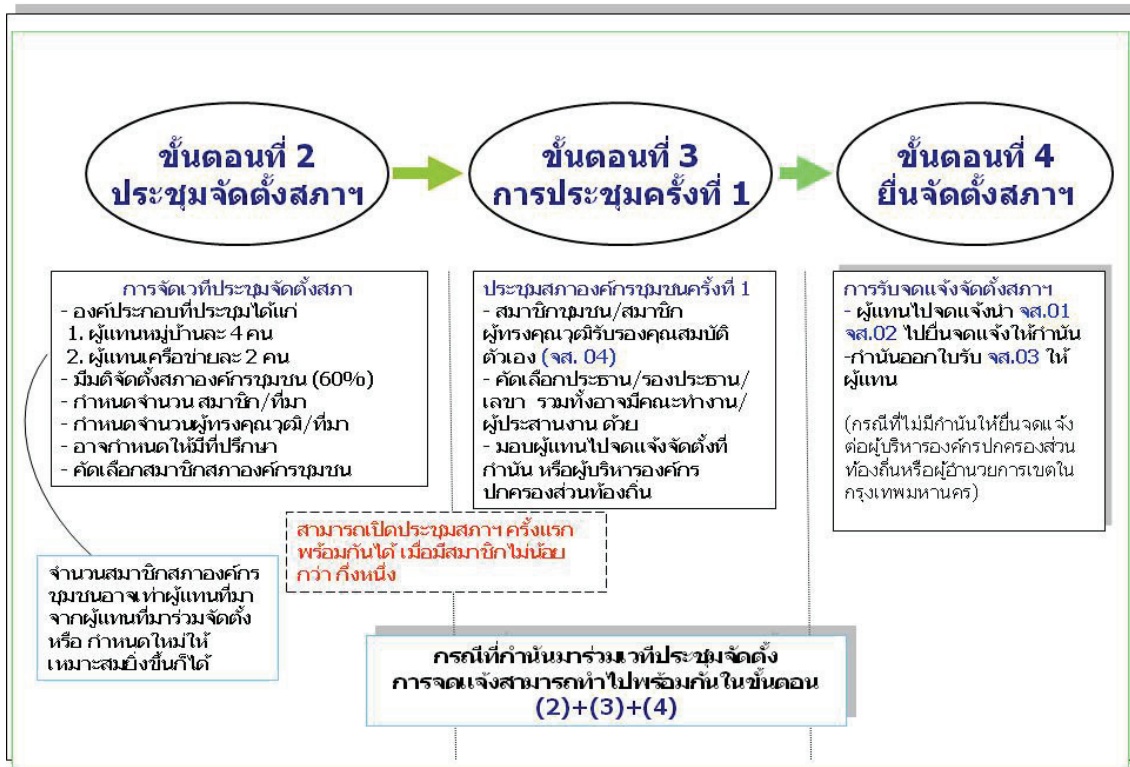 ขั้นตอนที่ 2
ประชุมจัดตั้งสภาฯ
ขั้นตอนที่ 3
การประชุมครั้งที่ 1
ขั้นตอนที่ 4
ยื่นจัดตั้งสภาฯ
การจัดเวทีประชุมจัดตั้งสภา
- องค์ประกอบที่ประชุมได้แก่
1. ผู้แทนหมู่บ้านละ 4 คน
2. ผู้แทนเครือข่ายละ 2 คน
- มีมติจัดตั้งสภาองค์กรชุมชน (60%)
- กำหนดจำนวน สมาชิก/ที่มา
- กำหนดจำนวนผู้ทรงคุณวุฒิ/ที่มา
- อาจกำหนดให้มีที่ปรึกษา
- คัดเลือกสมาชิกสภาองค์กรชุมชน
ประชุมสภาองค์กรชุมชนครั้งที่ 1
- สมาชิกชุมชน/สมาชิก
ผู้ทรงคุณวุฒิรับรองคุณสมบัติ
ตัวเอง (จส. 04)
- คัดเลือกประธาน/รองประธาน/
เลขา รวมทั้งอาจมีคณะทำงาน/
ผู้ประสานงาน ด้วย
- มอบผู้แทนไปจดแจ้งจัดตั้งที่
กำนัน หรือผู้บริหารองค์กร
ปกครองส่วนท้องถิ่น
การรับจดแจ้งจัดตั้งสภาฯ
- ผู้แทนไปจดแจ้งนำ จส.01
จส.02 ไปยื่นจดแจ้งให้กำนัน
-กำนันออกใบรับ จส.03 ให้
ผู้แทน
(กรณีที่ไม่มีกำนันให้ยื่นจดแจ้ง
ต่อผู้บริหารองค์กรปกครองส่วน
ท้องถิ่นหรือผู้อำนวยการเขตใน
กรุงเทพมหานคร)
สามารถเปิดประชุมสภาฯ ครั้งแรก
พร้อมกันได้ เมื่อมีสมาชิกไม่น้อย
กว่า กึ่งหนึ่ง
จำนวนสมาชิกสภาองค์กร
ชุมชนอาจเท่าผู้แทนที่มา
จากผู้แทนที่มาร่วมจัดตั้ง
หรือ กำหนดใหม่ให้
เหมาะสมยิ่งขึ้นก็ได้
กรณีที่กำนันมาร่วมเวทีประชุมจัดตั้ง
การจดแจ้งสามารถทำไปพร้อมกันในขั้นตอน
(2)+(3)+(4)